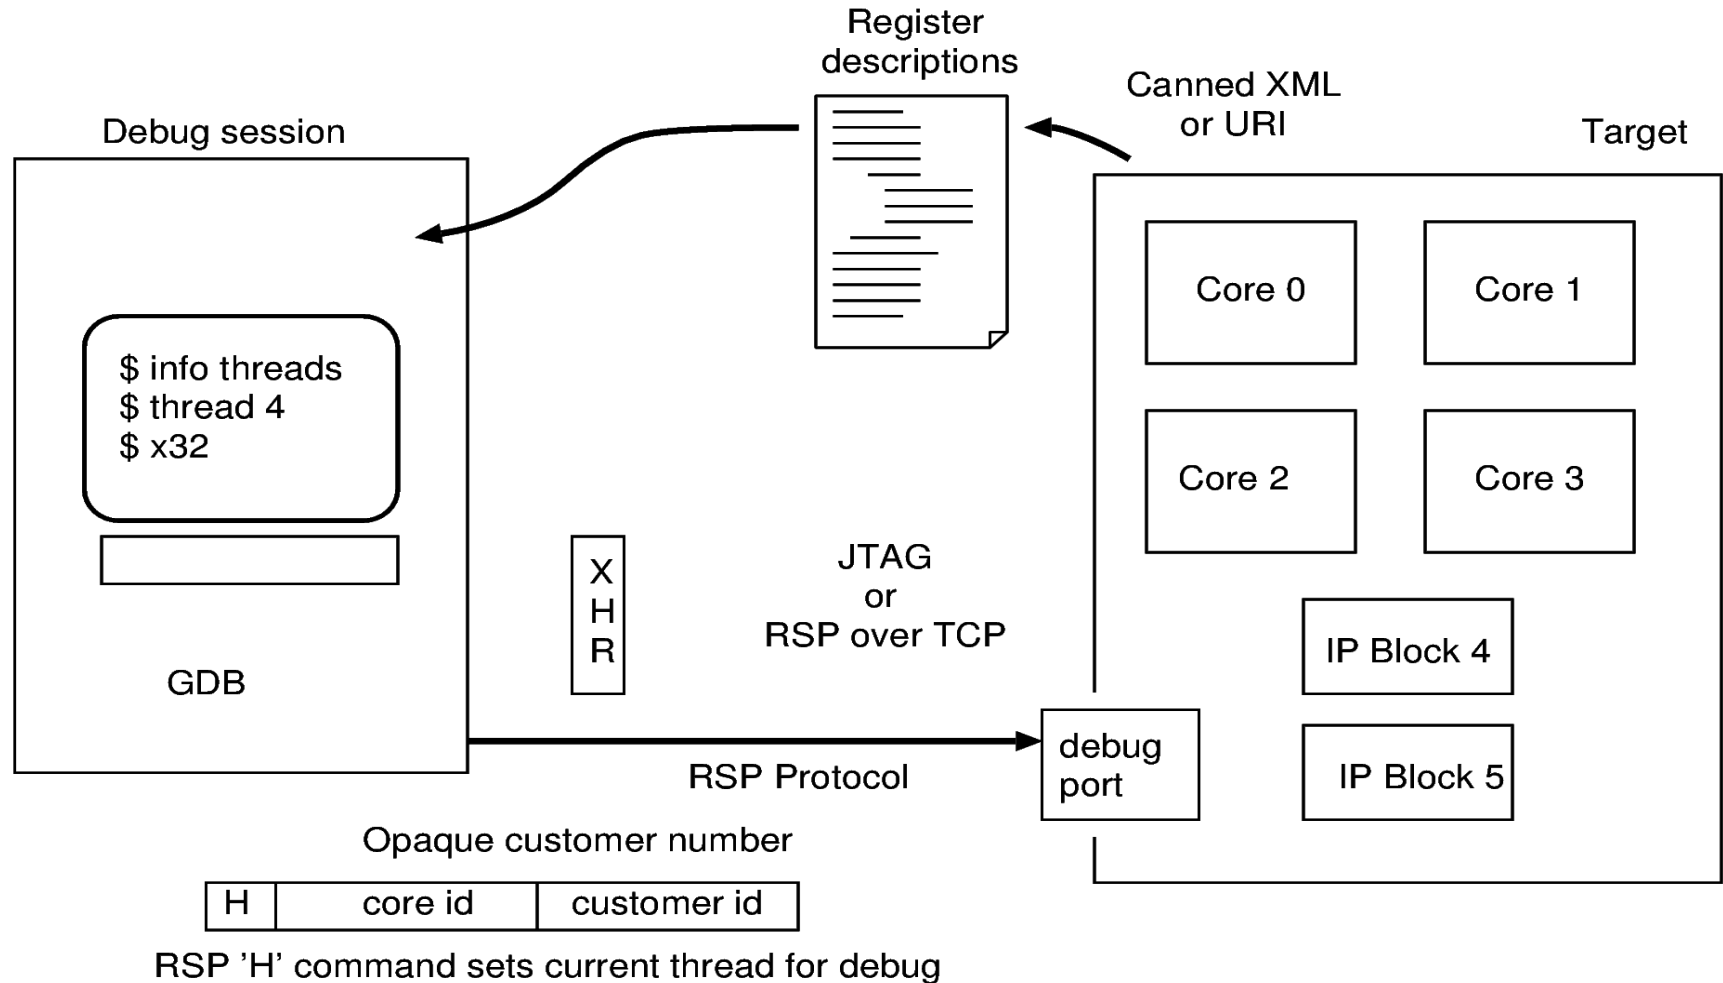 Register
descriptions
Canned XML
or URI
Debug session
Target
$ info threads
$ thread 4
$ x32
GDB
X
H
R
JTAG
or
RSP over TCP
RSP Protocol
debug
port
Core 0
Core 1
Core 2
Core 3
IP Block 4
IP Block 5
Opaque customer number
H
core id
customer id
RSP 'H' command sets current thread for debug